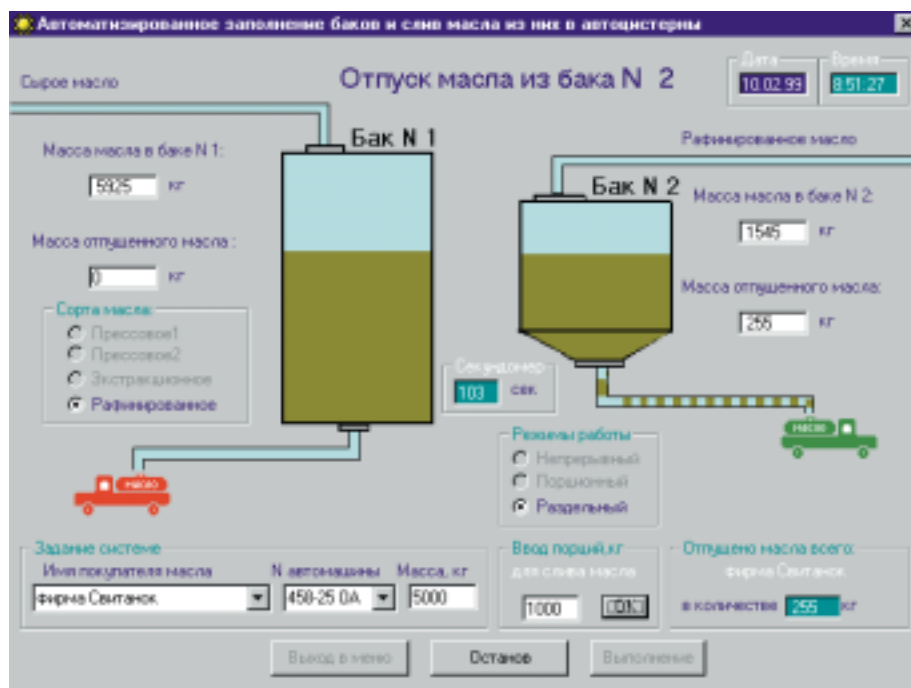 Автоматизированное заполнение баков и слив масла из них в автоцистерны
Сырое масло
Отпуск масла из бака N 2
Дата
10.02.99
Время
8:51:27
Бак N 1
Масса масла в баке N 1:
5925 кг
Масса отпущенного масла :
0 кг
Сорта масла:
Прессовое1
Прессовое2
Экстракционное
Рафинированное
Рафинированное масло
Бак N 2
Масса масла в баке N 2:
1545 кг
Масса отпущенного масла:
255 кг
Секундомер
103 сек
МАСЛО
МАСЛО
Режимы работы
Непрерывный
Порционный
Раздельный
Задание системе
Имя покупателя масла N автомашины Масса, кг
фирма Свитанок 458-25 ОА 5000
Ввод порций,кг
для слива масла
1000 OK
Отпущено масла всего:
фирма Свитанок
в количестве 255 кг
Выход в меню Останов Выполнение